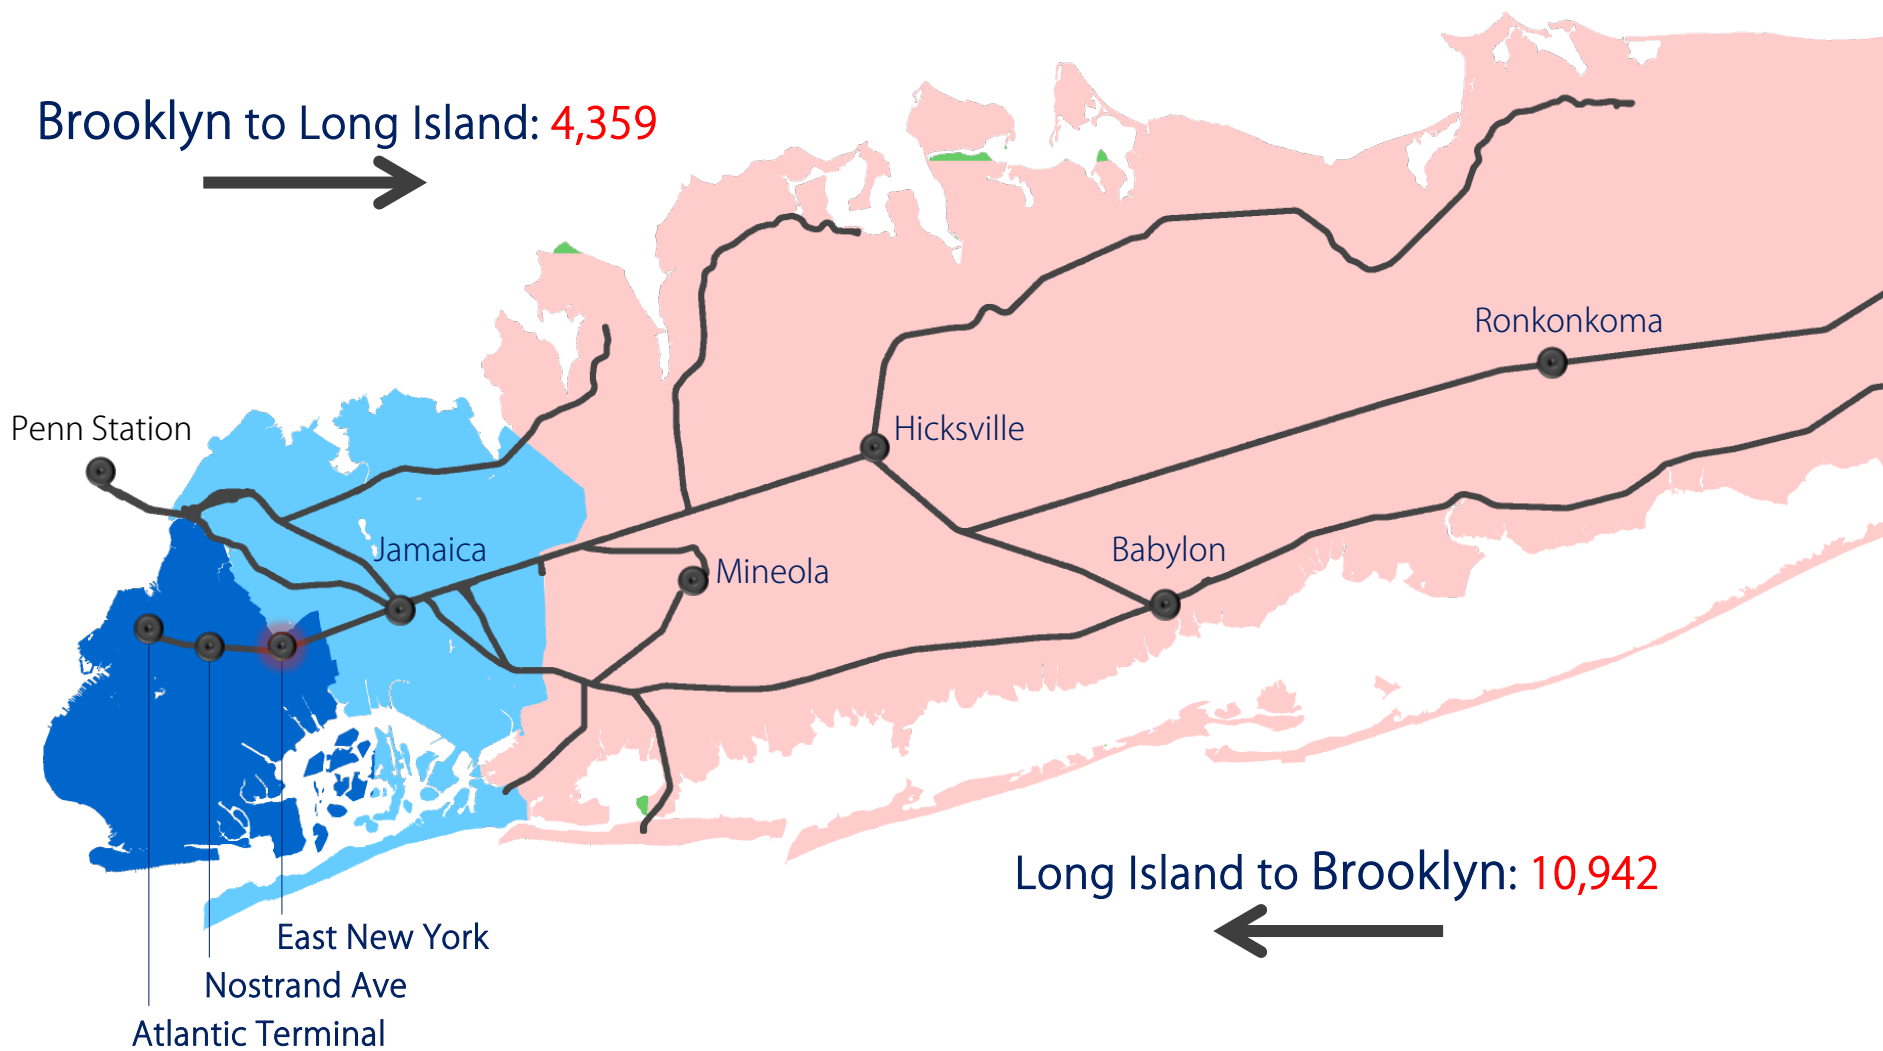 Brooklyn to Long Island: 4,359
Ronkonkoma
Penn Station
Hicksville
Jamaica
Babylon
Mineola
Long Island to Brooklyn: 10,942
East New York
Nostrand Ave
Atlantic Terminal